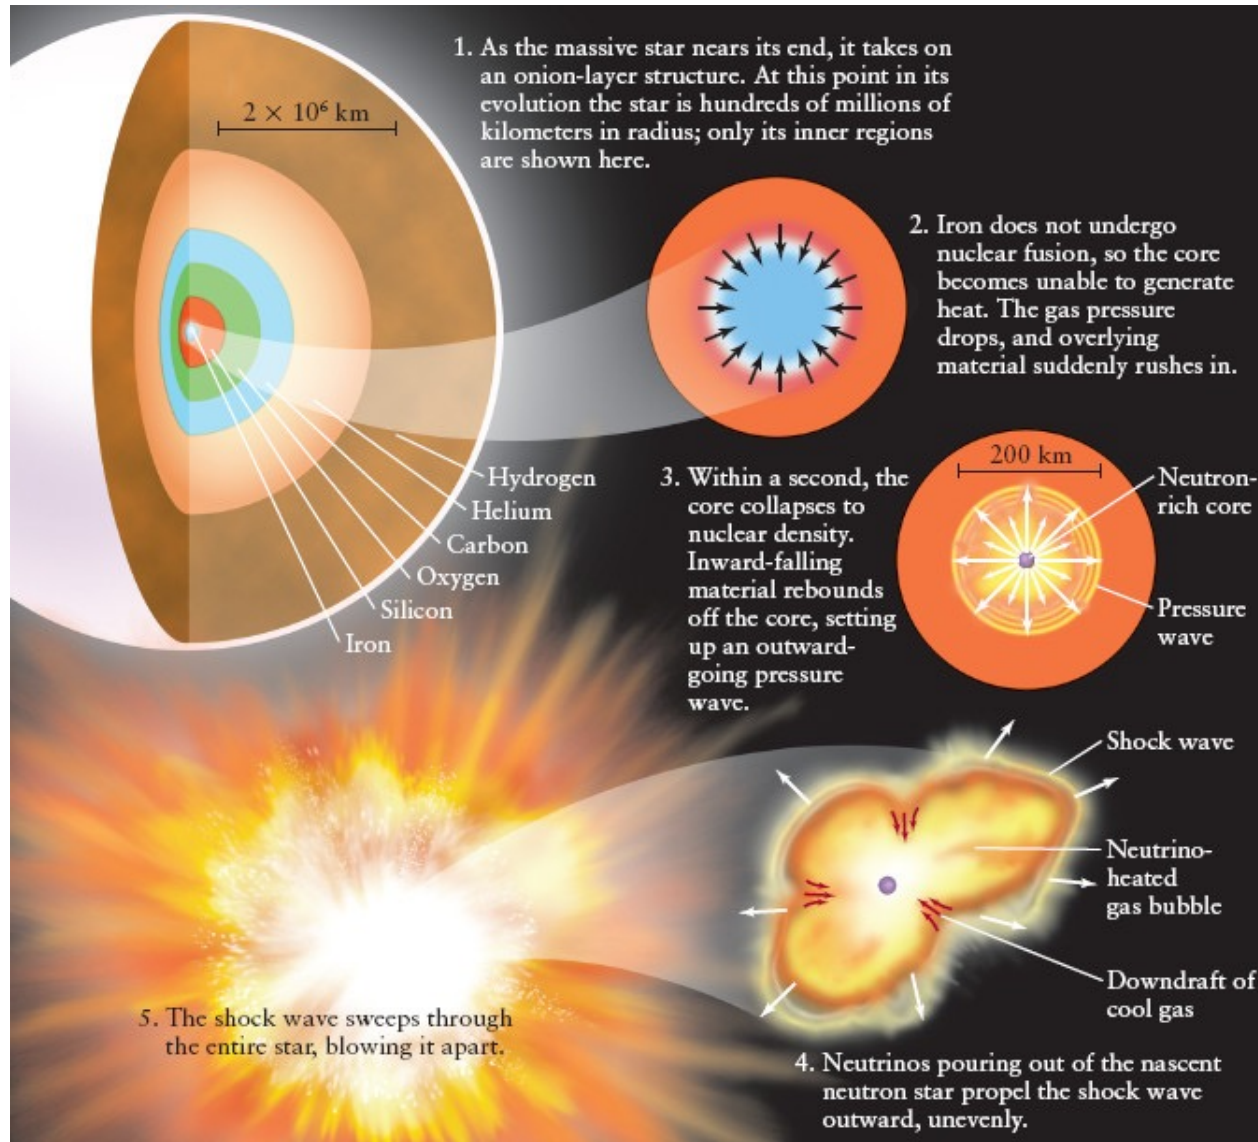 1. As the massive star nears its end, it takes on
an onion-layer structure. At this point in its
evolution the star is hundreds of millions of
kilometers in radius; only its inner regions
are shown here.
2 × 10⁶ km
Hydrogen
Helium
Carbon
Oxygen
Silicon
Iron
2. Iron does not undergo
nuclear fusion, so the core
becomes unable to generate
heat. The gas pressure
drops, and overlying
material suddenly rushes in.
3. Within a second, the
core collapses to
nuclear density.
Inward-falling
material rebounds
off the core, setting
up an outward-
going pressure
wave.
200 km
Neutron-
rich core
Pressure
wave
Shock wave
Neutrino-
heated
gas bubble
Downdraft of
cool gas
4. Neutrinos pouring out of the nascent
neutron star propel the shock wave
outward, unevenly.
5. The shock wave sweeps through
the entire star, blowing it apart.